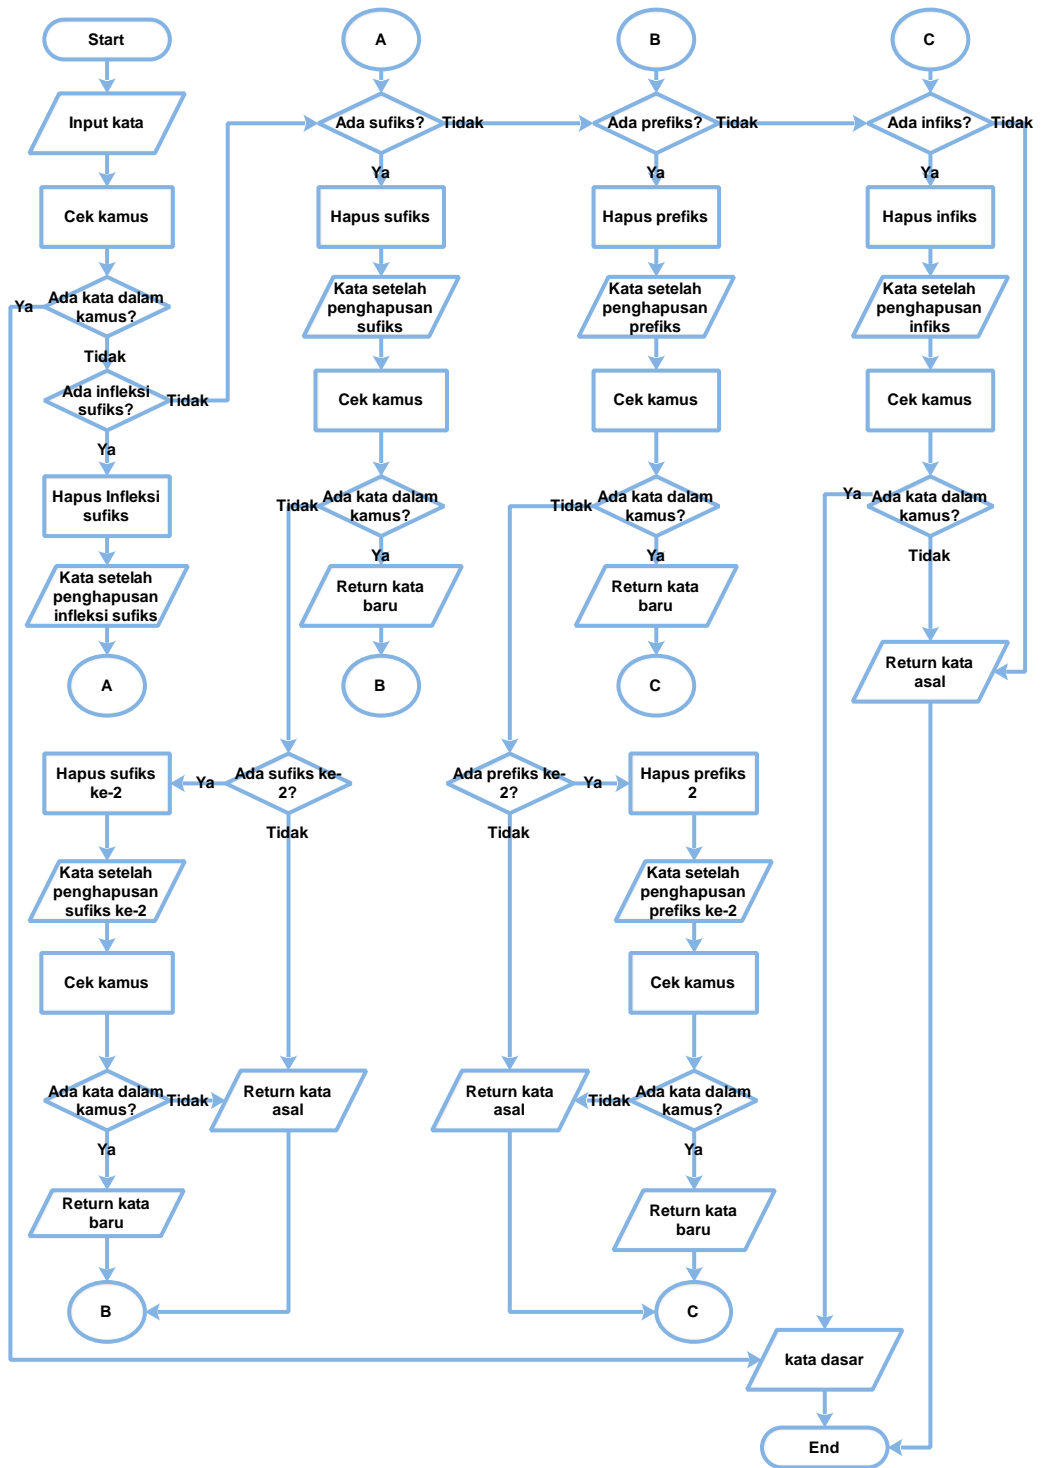 Start
Input kata
Cek kamus
Ada kata dalam
kamus?
Ya
Tidak
Ada infleksi
sufiks?
Tidak
Ya
Hapus Infleksi
sufiks
Kata setelah
penghapusan
infleksi sufiks
A
A
Ada sufiks?
Tidak
Ya
Hapus sufiks
Kata setelah
penghapusan
sufiks
Cek kamus
Ada kata dalam
kamus?
Tidak
Ya
Return kata
baru
B
B
Ada prefiks?
Tidak
Ya
Hapus prefiks
Kata setelah
penghapusan
prefiks
Cek kamus
Ada kata dalam
kamus?
Tidak
Ya
Return kata
baru
C
C
Ada infiks?
Tidak
Ya
Hapus infiks
Kata setelah
penghapusan
infiks
Cek kamus
Ada kata dalam
kamus?
Ya
Tidak
Return kata
asal
Ada sufiks ke-
2?
Ya
Tidak
Hapus sufiks
ke-2
Kata setelah
penghapusan
sufiks ke-2
Cek kamus
Ada kata dalam
kamus?
Tidak
Ya
Return kata
asal
Return kata
baru
B
Ada prefiks ke-
2?
Ya
Tidak
Hapus prefiks
2
Kata setelah
penghapusan
prefiks ke-2
Cek kamus
Ada kata dalam
kamus?
Tidak
Ya
Return kata
asal
Return kata
baru
C
kata dasar
End